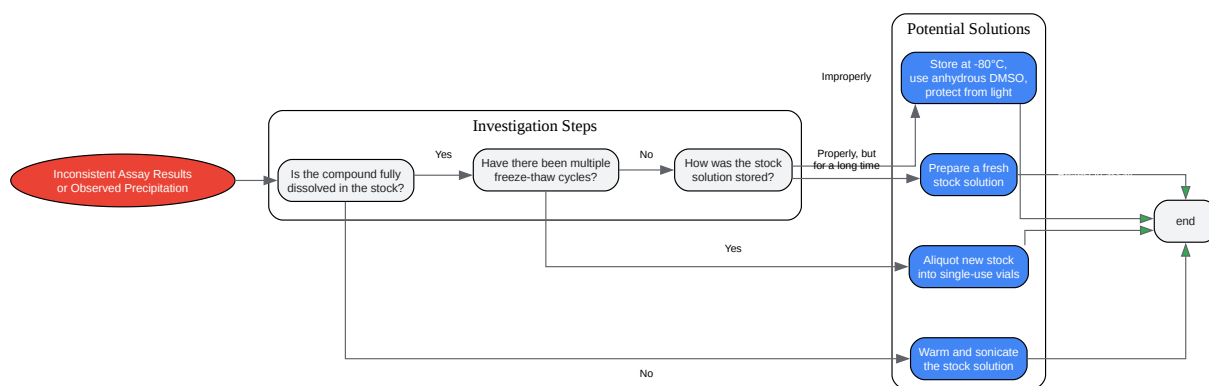 Potential Solutions
Store at -80°C,
use anhydrous DMSO,
protect from light
Improperly
Investigation Steps
Inconsistent Assay Results
or Observed Precipitation
Is the compound fully
dissolved in the stock?
Yes
Have there been multiple
freeze-thaw cycles?
No
How was the stock
solution stored?
Properly, but
for a long time
Prepare a fresh
stock solution
end
Yes
Aliquot new stock
into single-use vials
No
Warm and sonicate
the stock solution